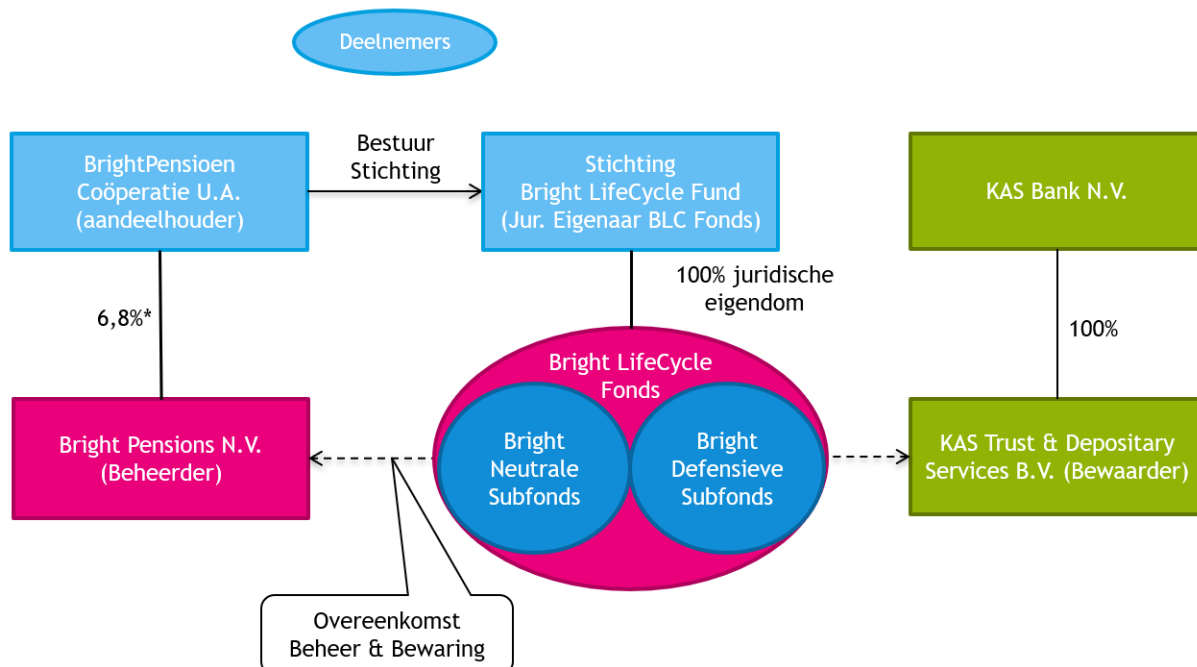 Deelnemers
BrightPensioen
Coöperatie U.A.
(aandeelhouder)
Bestuur
Stichting
Stichting
Bright LifeCycle Fund
(Jur. Eigenaar BLC Fonds)
KAS Bank N.V.
6,8%*
100% juridische
eigendom
100%
Bright LifeCycle
Fonds
Bright Pensions N.V.
(Beheerder)
Bright
Neutrale
Subfonds
Bright
Defensieve
Subfonds
KAS Trust & Depositary
Services B.V. (Bewaarder)
Overeenkomst
Beheer & Bewaring